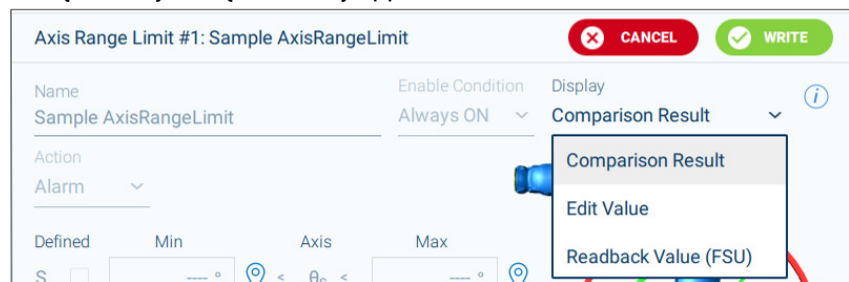 Axis Range Limit #1: Sample AxisRangeLimit
CANCEL
WRITE
Name
Sample AxisRangeLimit
Enable Condition
Always ON
Display
Comparison Result
i
Action
Alarm
Comparison Result
Edit Value
Readback Value (FSU)
Defined Min Axis Max
S ---- ° < θS < ---- °